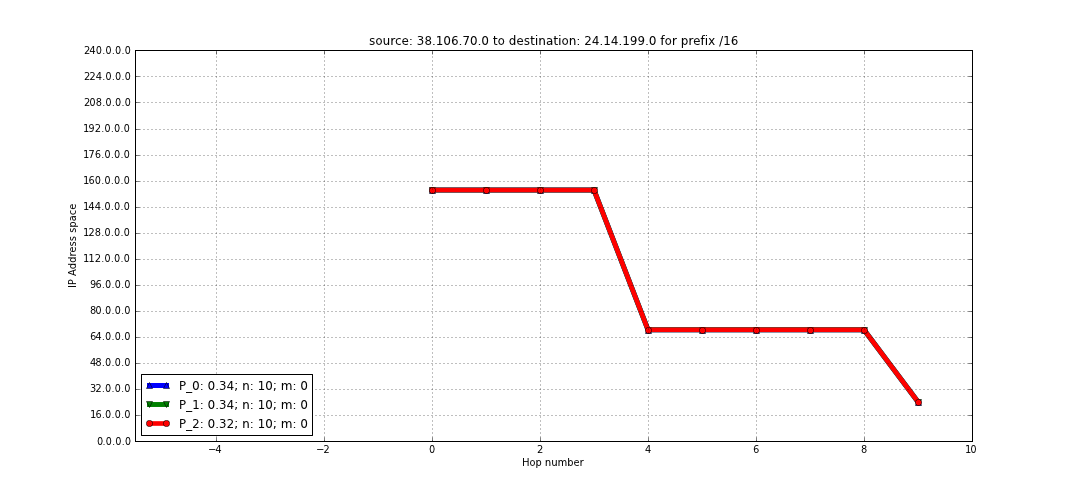 source: 38.106.70.0 to destination: 24.14.199.0 for prefix /16
240.0.0.0
224.0.0.0
208.0.0.0
192.0.0.0
176.0.0.0
160.0.0.0
144.0.0.0
128.0.0.0
112.0.0.0
96.0.0.0
80.0.0.0
64.0.0.0
48.0.0.0
32.0.0.0
16.0.0.0
0.0.0.0
IP Address space
P_0: 0.34; n: 10; m: 0
P_1: 0.34; n: 10; m: 0
P_2: 0.32; n: 10; m: 0
−4 −2 0 2 4 6 8 10
Hop number